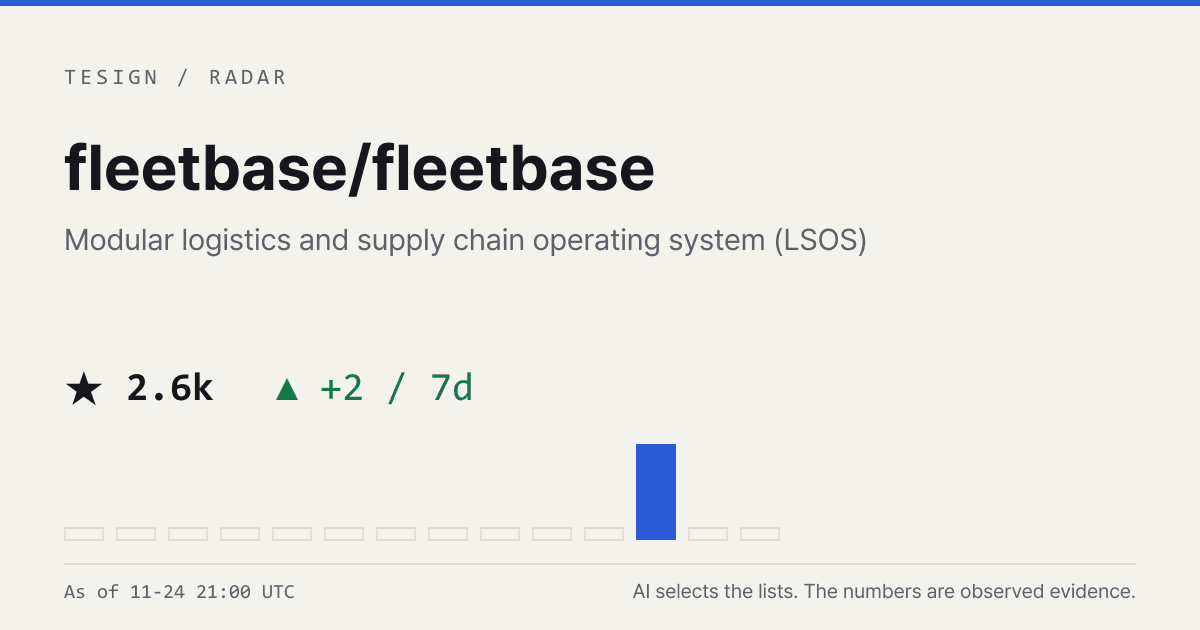 TESIGN / RADAR
fleetbase/fleetbase
Modular logistics and supply chain operating system (LSOS)
★ 2.6k ▲ +2 / 7d
As of 11-24 21:00 UTC
AI selects the lists. The numbers are observed evidence.